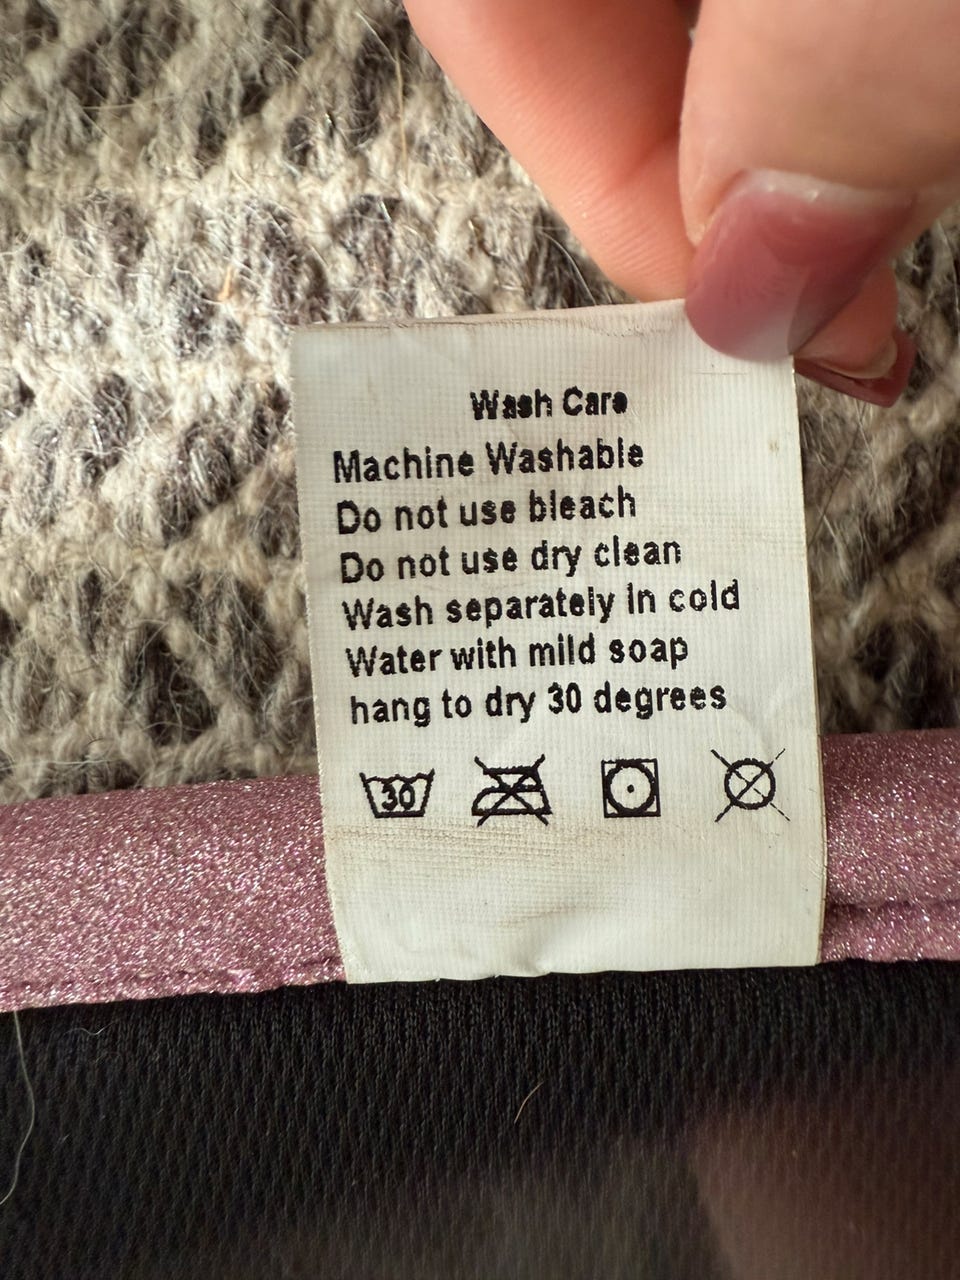 Wash Care
Machine Washable
Do not use bleach
Do not use dry clean
Wash separately in cold
Water with mild soap
hang to dry 30 degrees
30